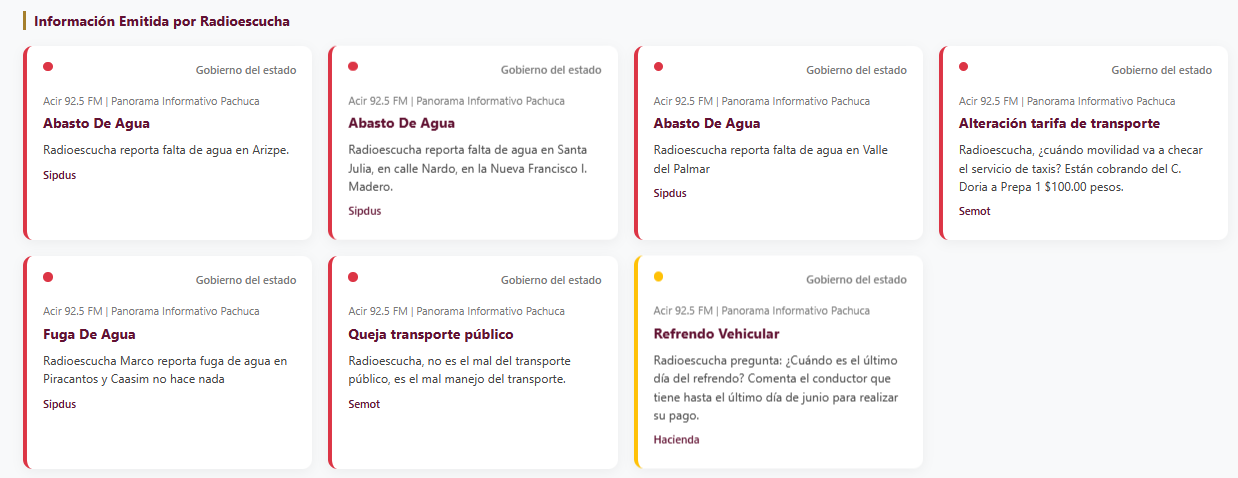 Información Emitida por Radioescucha
Gobierno del estado
Acir 92.5 FM | Panorama Informativo Pachuca
Abasto De Agua
Radioescucha reporta falta de agua en Arizpe.
Sipdus
Gobierno del estado
Acir 92.5 FM | Panorama Informativo Pachuca
Abasto De Agua
Radioescucha reporta falta de agua en Santa
Julia, en calle Nardo, en la Nueva Francisco I.
Madero.
Sipdus
Gobierno del estado
Acir 92.5 FM | Panorama Informativo Pachuca
Abasto De Agua
Radioescucha reporta falta de agua en Valle
del Palmar
Sipdus
Gobierno del estado
Acir 92.5 FM | Panorama Informativo Pachuca
Alteración tarifa de transporte
Radioescucha, ¿cuándo movilidad va a checar
el servicio de taxis? Están cobrando del C.
Doria a Prepa 1 $100.00 pesos.
Semot
Gobierno del estado
Acir 92.5 FM | Panorama Informativo Pachuca
Fuga De Agua
Radioescucha Marco reporta fuga de agua en
Piracantos y Caasim no hace nada
Sipdus
Gobierno del estado
Acir 92.5 FM | Panorama Informativo Pachuca
Queja transporte público
Radioescucha, no es el mal del transporte
público, es el mal manejo del transporte.
Semot
Gobierno del estado
Acir 92.5 FM | Panorama Informativo Pachuca
Refrendo Vehicular
Radioescucha pregunta: ¿Cuándo es el último
día del refrendo? Comenta el conductor que
tiene hasta el último día de junio para realizar
su pago.
Hacienda